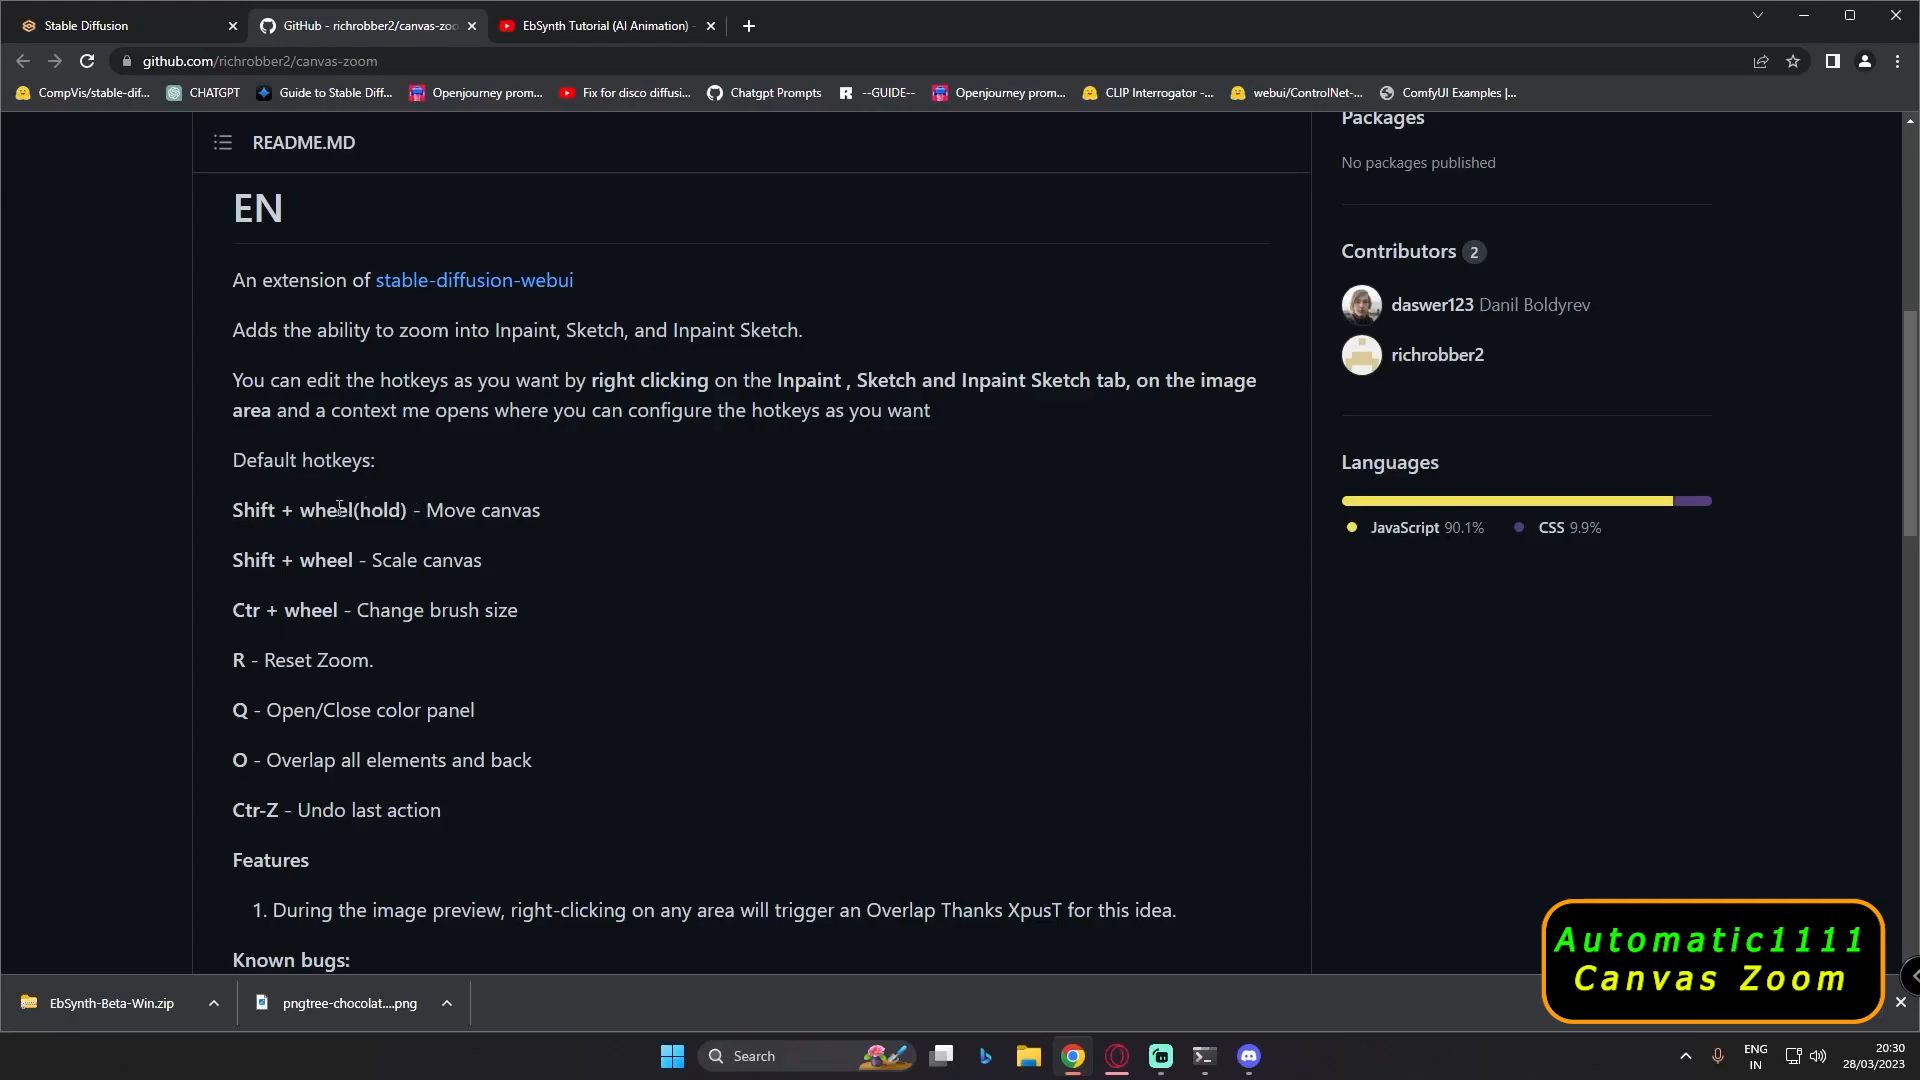 Stable Diffusion
GitHub - richrobber2/canvas-zoo
EbSynth Tutorial (AI Animation) -
github.com/richrobber2/canvas-zoom
CompVis/stable-dif...
CHATGPT
Guide to Stable Diff...
Openjourney prom...
Fix for disco diffusi...
Chatgpt Prompts
R --GUIDE--
Openjourney prom...
CLIP Interrogator -...
webui/ControlNet-...
ComfyUI Examples |...
README.MD
EN
An extension of stable-diffusion-webui
Adds the ability to zoom into Inpaint, Sketch, and Inpaint Sketch.
You can edit the hotkeys as you want by right clicking on the Inpaint , Sketch and Inpaint Sketch tab, on the image
area and a context me opens where you can configure the hotkeys as you want
Default hotkeys:
Shift + wheel(hold) - Move canvas
Shift + wheel - Scale canvas
Ctr + wheel - Change brush size
R - Reset Zoom.
Q - Open/Close color panel
O - Overlap all elements and back
Ctr-Z - Undo last action
Features
1. During the image preview, right-clicking on any area will trigger an Overlap Thanks XpusT for this idea.
Known bugs:
Packages
No packages published
Contributors 2
daswer123 Danil Boldyrev
richrobber2
Languages
JavaScript 90.1%
CSS 9.9%
Automatic1111
Canvas Zoom
EbSynth-Beta-Win.zip
pngtree-chocolat....png
Search
ENG
IN
20:30
28/03/2023